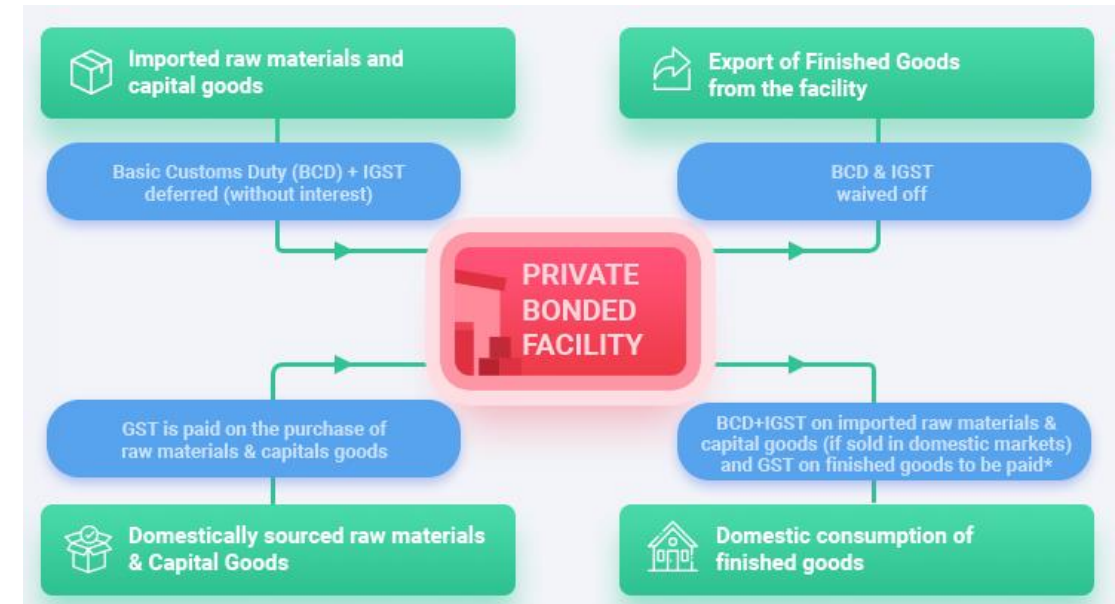 Imported raw materials and
capital goods
Basic Customs Duty (BCD) + IGST
deferred (without interest)
Export of Finished Goods
from the facility
BCD & IGST
waived off
PRIVATE
BONDED
FACILITY
GST is paid on the purchase of
raw materials & capitals goods
Domestically sourced raw materials
& Capital Goods
BCD+IGST on imported raw materials &
capital goods (if sold in domestic markets)
and GST on finished goods to be paid*
Domestic consumption of
finished goods